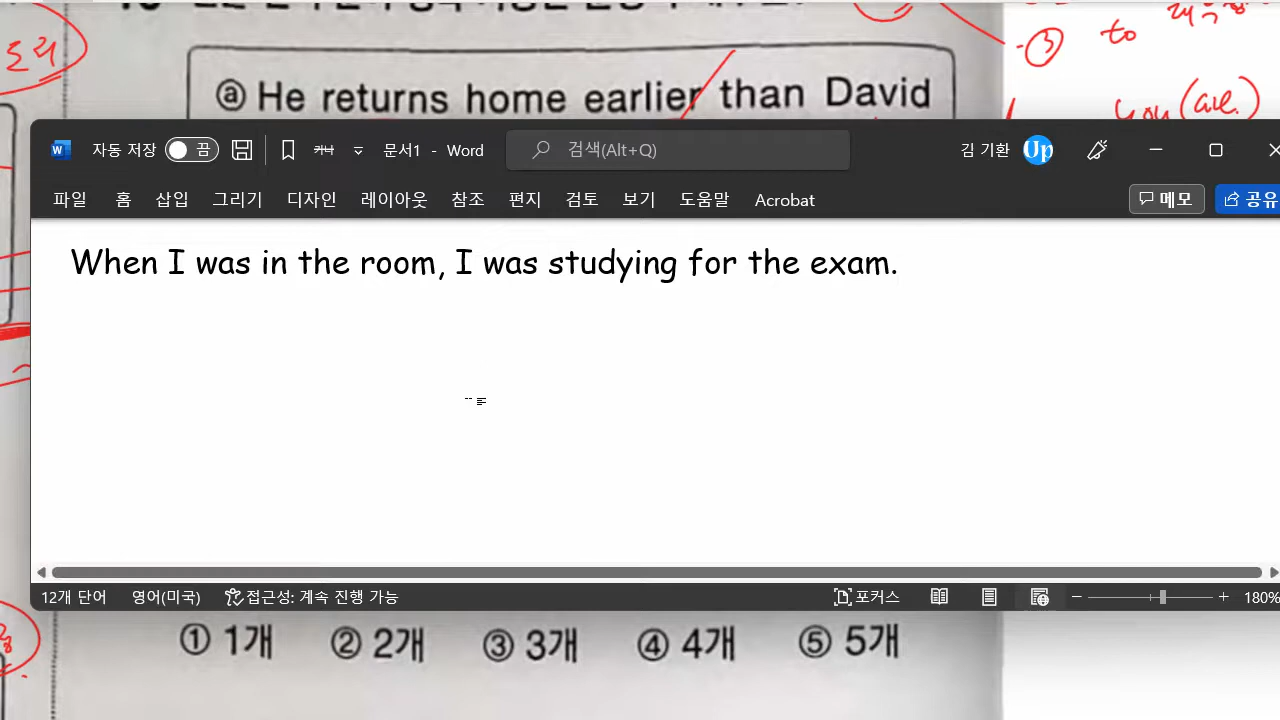 ⓐ He returns home earlier than David
to
you (are.)
자동 저장 끔 가나 문서1 - Word 검색(Alt+Q) 김 기환 Up
파일 홈 삽입 그리기 디자인 레이아웃 참조 편지 검토 보기 도움말 Acrobat 메모 공유
When I was in the room, I was studying for the exam.
12개 단어 영어(미국) 접근성: 계속 진행 가능 포커스 - + 180%
① 1개 ② 2개 ③ 3개 ④ 4개 ⑤ 5개